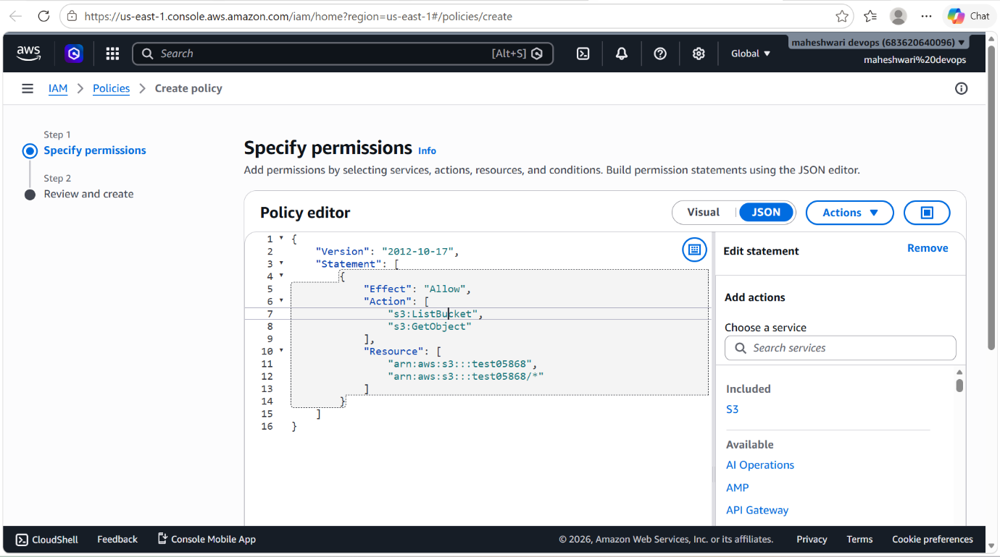 https://us-east-1.console.aws.amazon.com/iam/home?region=us-east-1#/policies/create
Chat
aws
Search
[Alt+S]
Global
maheshwari devops (683620640096)
maheshwari%20devops
IAM
Policies
Create policy
Step 1
Specify permissions
Step 2
Review and create
Specify permissions
Info
Add permissions by selecting services, actions, resources, and conditions. Build permission statements using the JSON editor.
Policy editor
Visual
JSON
Actions
1 {
2 "Version": "2012-10-17",
3 "Statement": [
4 {
5 "Effect": "Allow",
6 "Action": [
7 "s3:ListBucket",
8 "s3:GetObject"
9 ],
10 "Resource": [
11 "arn:aws:s3:::test05868",
12 "arn:aws:s3:::test05868/*"
13 ]
14 }
15 ]
16 }
Edit statement
Remove
Add actions
Choose a service
Search services
Included
S3
Available
AI Operations
AMP
API Gateway
CloudShell
Feedback
Console Mobile App
© 2026, Amazon Web Services, Inc. or its affiliates.
Privacy
Terms
Cookie preferences